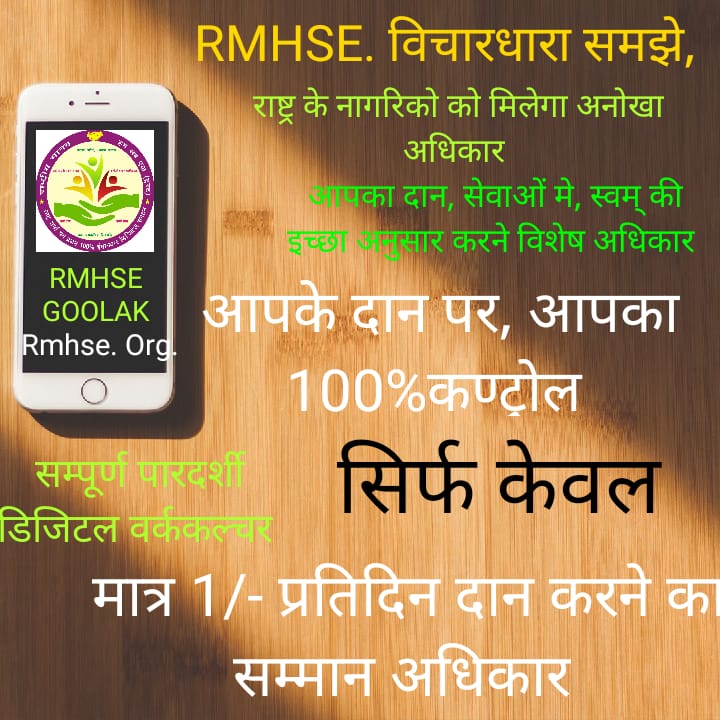 RMHSE. विचारधारा समझे,
राष्ट्र के नागरिको को मिलेगा अनोखा
अधिकार
आपका दान, सेवाओं मे, स्वम् की
इच्छा अनुसार करने विशेष अधिकार
RMHSE
GOOLAK
Rmhse. Org.
आपके दान पर, आपका
100%कण्ट्रोल
सम्पूर्ण पारदर्शी
डिजिटल वर्ककल्चर
सिर्फ केवल
मात्र 1/- प्रतिदिन दान करने का
सम्मान अधिकार